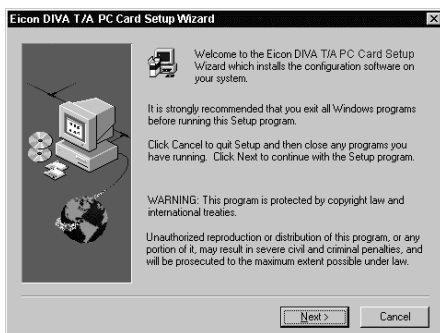 Eicon DIVA T/A PC Card Setup Wizard
Welcome to the Eicon DIVA T/A PC Card Setup
Wizard which installs the configuration software on
your system.
It is strongly recommended that you exit all Windows programs
before running this Setup program.
Click Cancel to quit Setup and then close any programs you
have running. Click Next to continue with the Setup program.
WARNING: This program is protected by copyright law and
international treaties.
Unauthorized reproduction or distribution of this program, or any
portion of it, may result in severe civil and criminal penalties, and
will be prosecuted to the maximum extent possible under law.
Next > Cancel